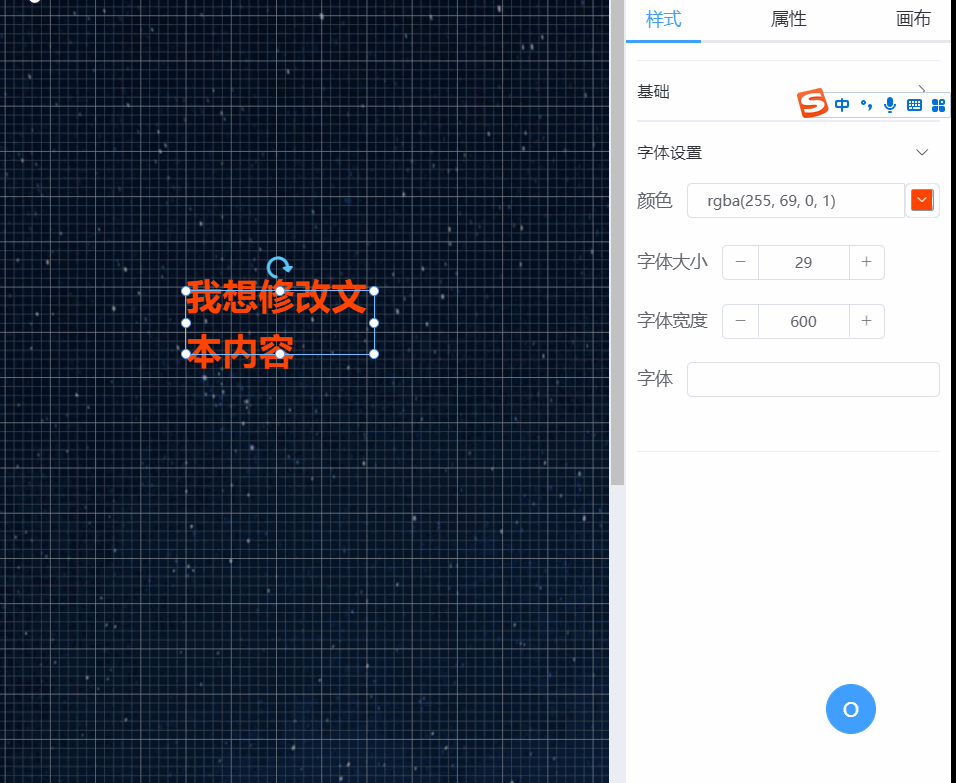 样式 属性 画布
基础
中
字体设置
颜色 rgba(255, 69, 0, 1)
字体大小 − 29 +
字体宽度 − 600 +
字体
我想修改文
本内容
O